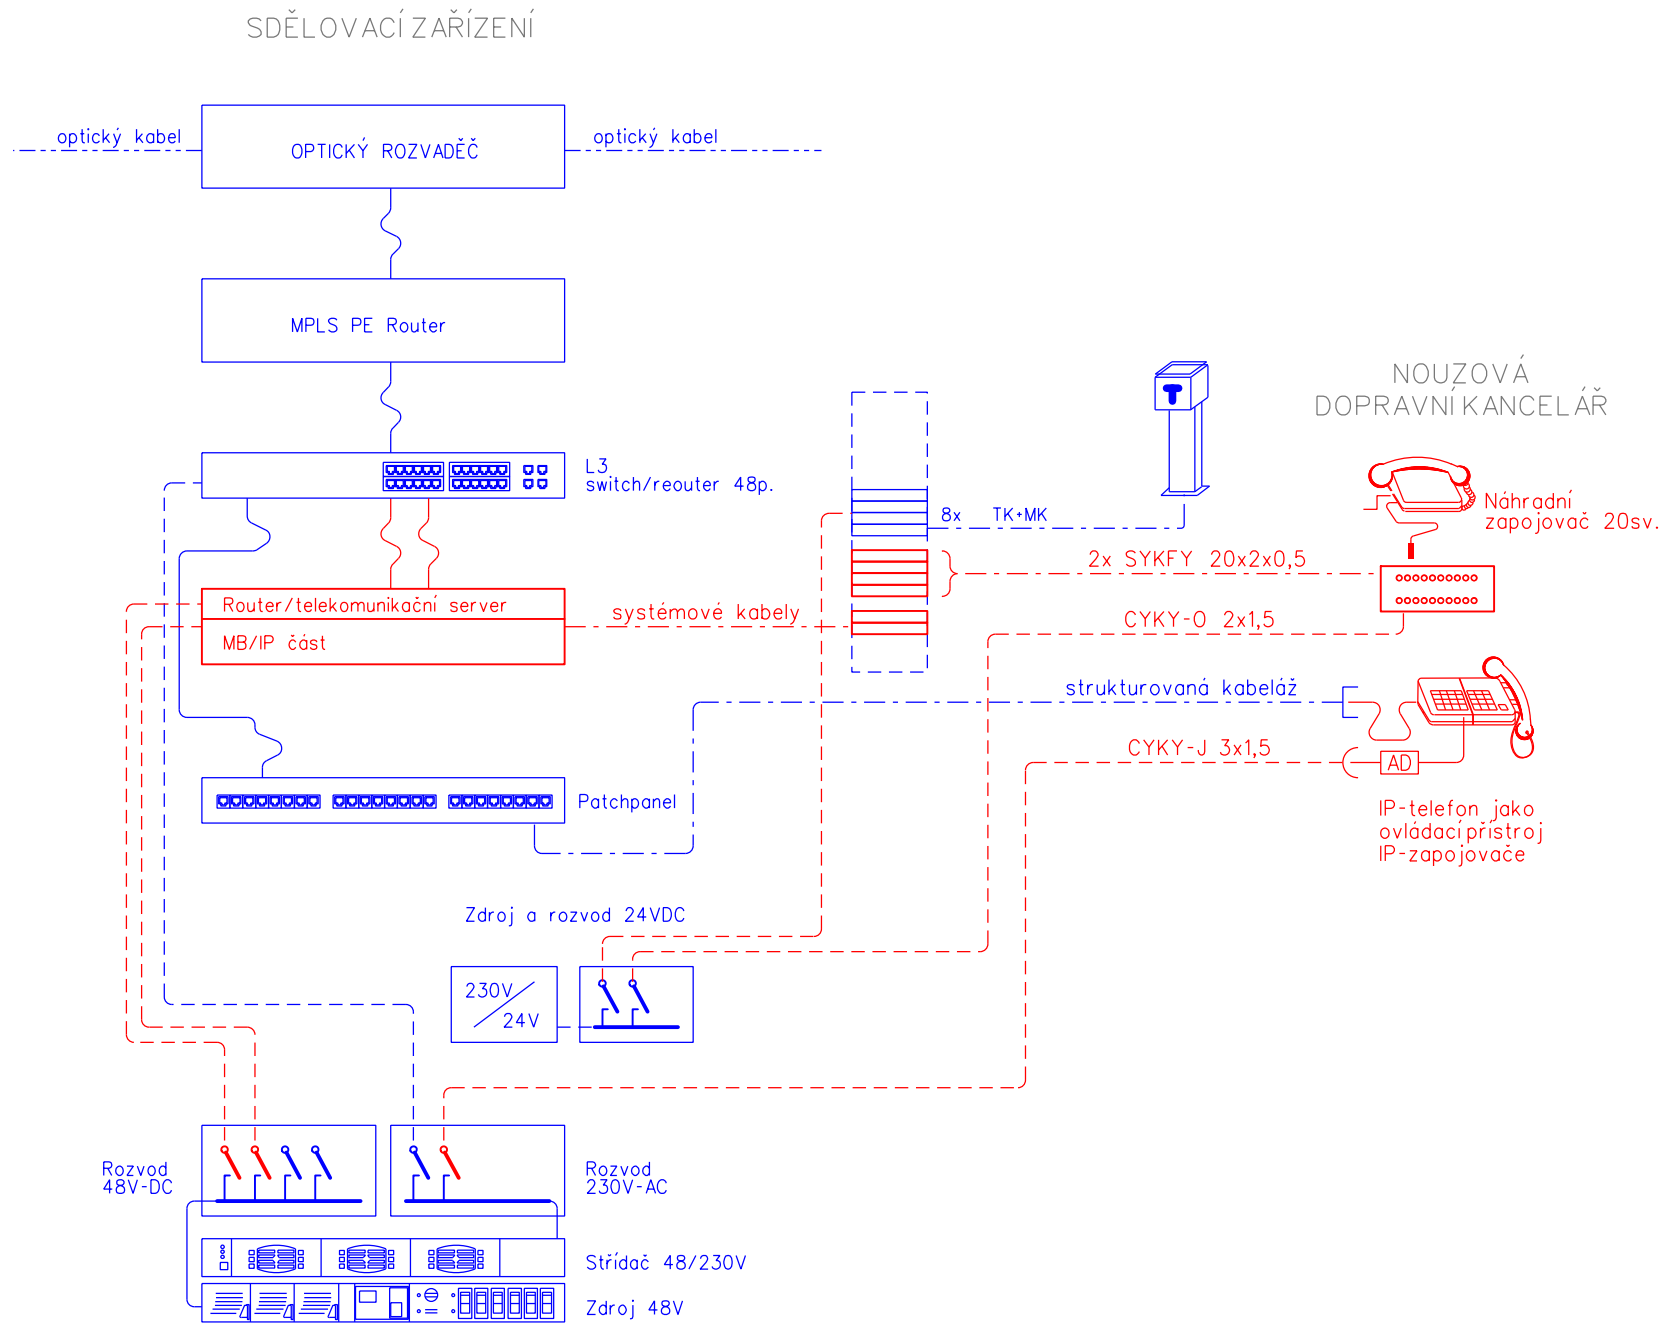 SDĚLOVACÍ ZAŘÍZENÍ
optický kabel
OPTICKÝ ROZVADĚČ
optický kabel
MPLS PE Router
NOUZOVÁ
DOPRAVNÍ KANCELÁŘ
L3
switch/reouter 48p.
8x TK+MK
Náhradní
zapojovač 20sv.
2x SYKFY 20x2x0,5
Router/telekomunikační server
systémové kabely
CYKY-O 2x1,5
MB/IP část
strukturovaná kabeláž
CYKY-J 3x1,5
AD
Patchpanel
IP-telefon jako
ovládací přístroj
IP-zapojovače
Zdroj a rozvod 24VDC
230V
24V
Rozvod
48V-DC
Rozvod
230V-AC
Střídač 48/230V
Zdroj 48V